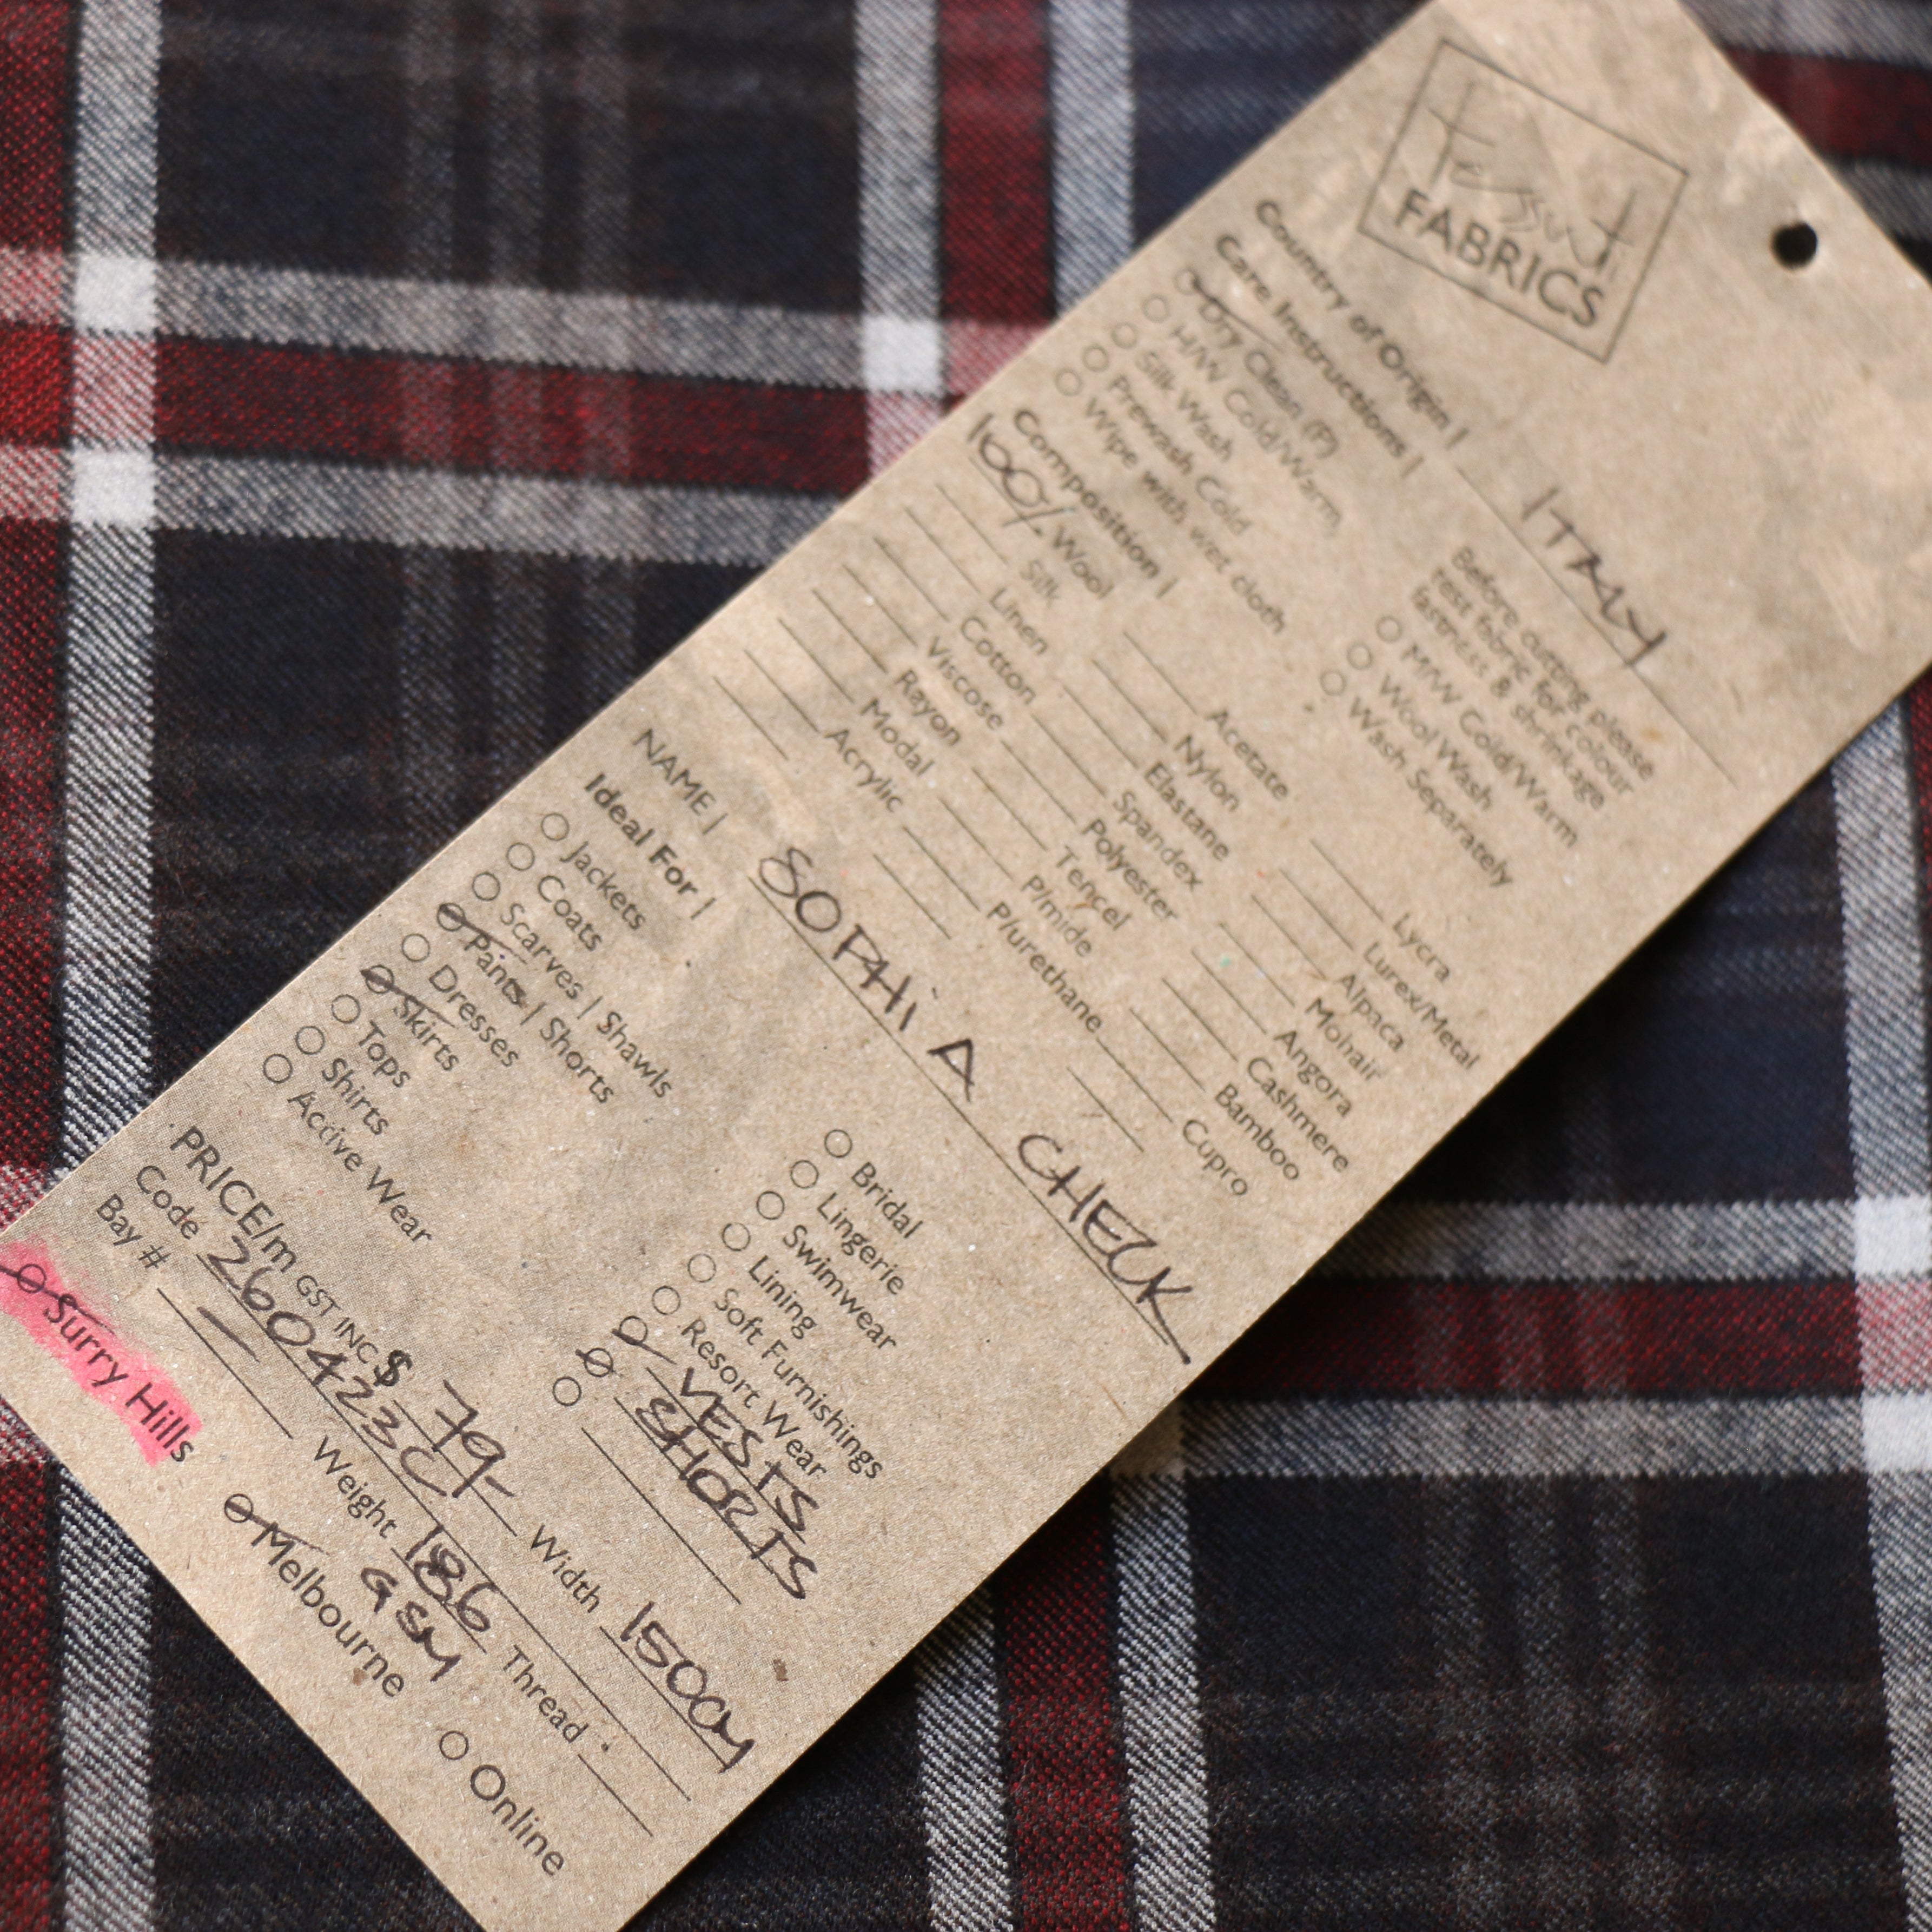 Tessuti
FABRICS
Country of Origin | ITALY
Care Instructions |
Before cutting please
test fabric for colour
fastness & shrinkage
Dry Clean (P)
H/W Cold/Warm
Silk Wash
Prewash Cold
Wipe with wet cloth
M/W Cold/Warm
Wool Wash
Wash Separately
Composition |
100% Wool
Silk
Linen
Cotton
Viscose
Rayon
Modal
Acrylic
Acetate
Nylon
Elastane
Spandex
Polyester
Tencel
P/mide
P/urethane
Lycra
Lurex/Metal
Alpaca
Mohair
Angora
Cashmere
Bamboo
Cupro
NAME | SOPHIA CHECK
Ideal For |
Jackets
Coats
Scarves | Shawls
Pants | Shorts
Dresses
Skirts
Tops
Shirts
Active Wear
Bridal
Lingerie
Swimwear
Lining
Soft Furnishings
Resort Wear
VESTS
SHORTS
PRICE/m GST INC $ 79- Width 150CM
Code 260423C
Bay # — Weight 186 GSM Thread
Surry Hills Melbourne Online